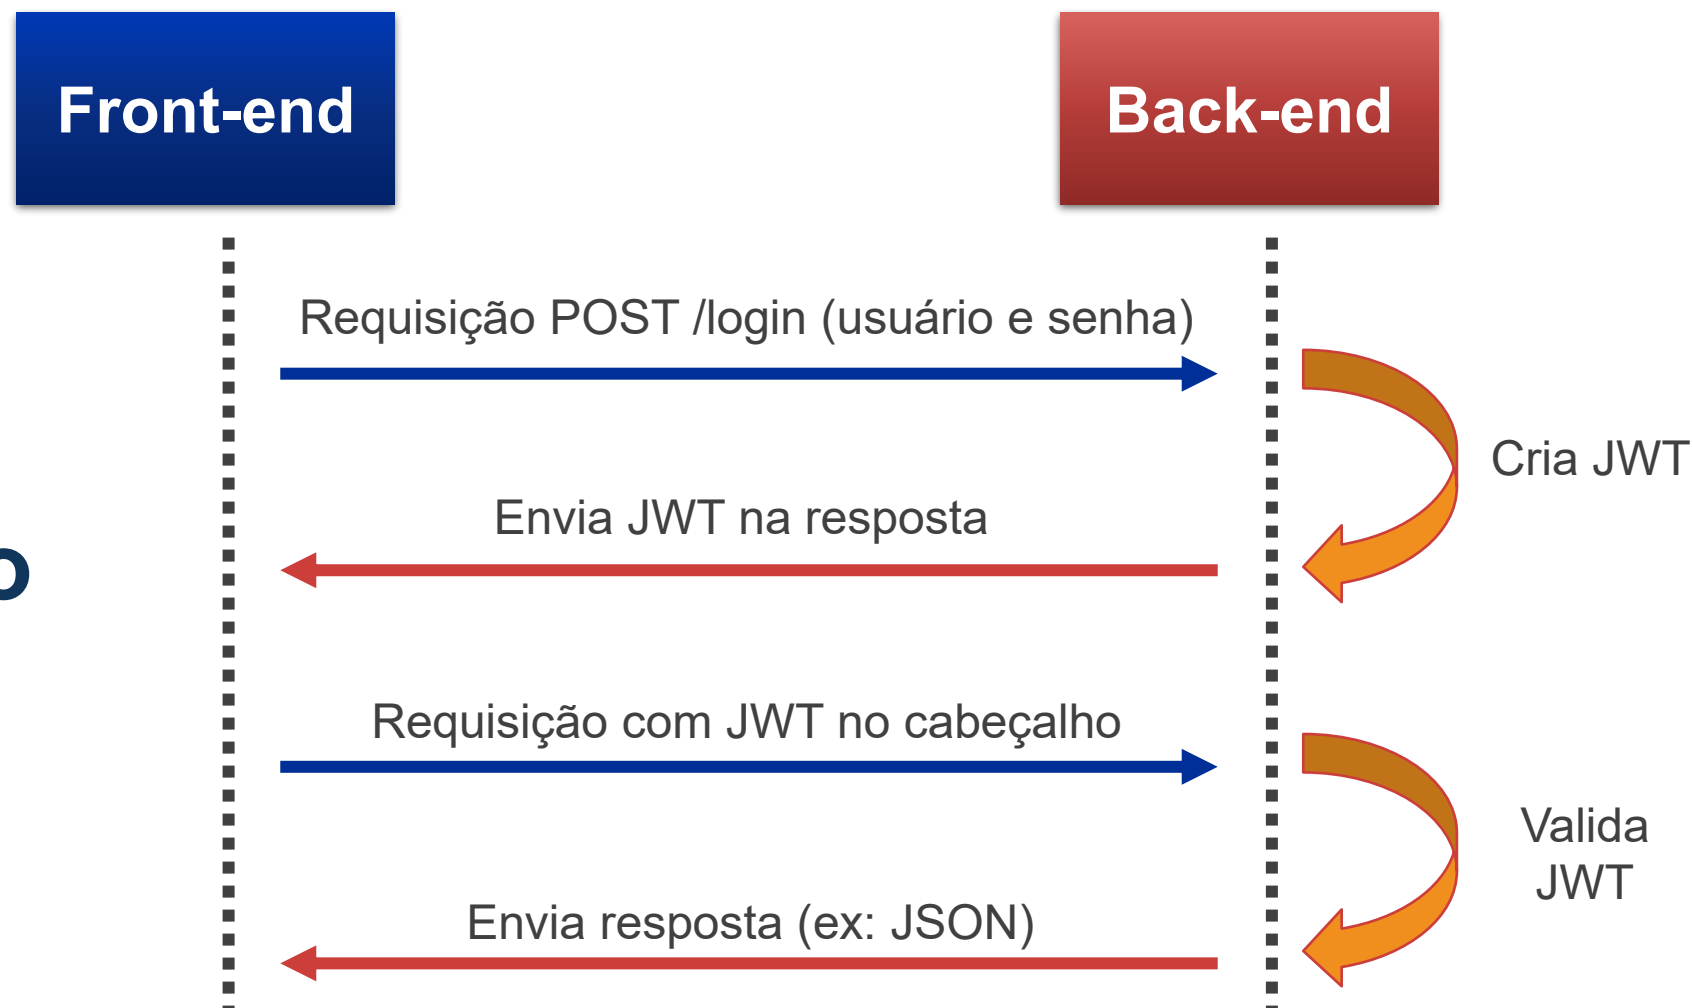 Front-end
Back-end
Requisição POST /login (usuário e senha)
Cria JWT
Envia JWT na resposta
o
Requisição com JWT no cabeçalho
Valida
JWT
Envia resposta (ex: JSON)